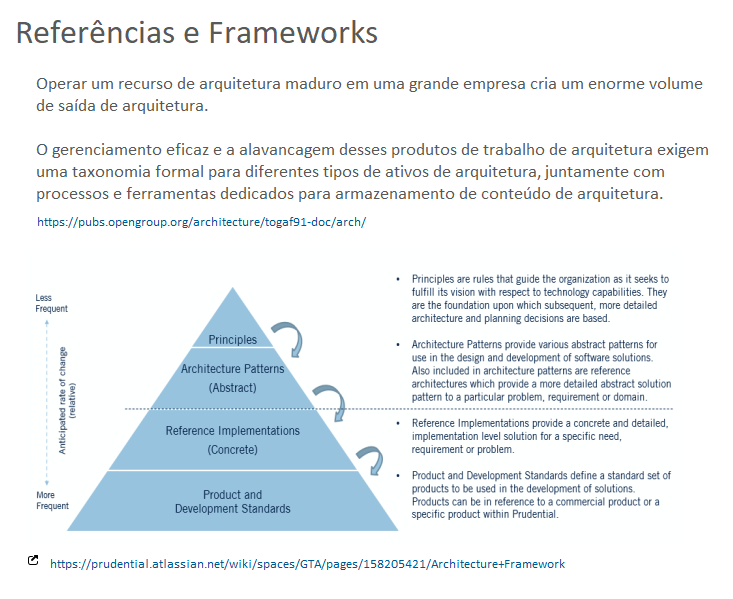 Referências e Frameworks
Operar um recurso de arquitetura maduro em uma grande empresa cria um enorme volume
de saída de arquitetura.
O gerenciamento eficaz e a alavancagem desses produtos de trabalho de arquitetura exigem
uma taxonomia formal para diferentes tipos de ativos de arquitetura, juntamente com
processos e ferramentas dedicados para armazenamento de conteúdo de arquitetura.
https://pubs.opengroup.org/architecture/togaf91-doc/arch/
Less
Frequent
Anticipated rate of change
(relative)
More
Frequent
Principles
Architecture Patterns
(Abstract)
Reference Implementations
(Concrete)
Product and
Development Standards
• Principles are rules that guide the organization as it seeks to
fulfill its vision with respect to technology capabilities. They
are the foundation upon which subsequent, more detailed
architecture and planning decisions are based.
• Architecture Patterns provide various abstract patterns for
use in the design and development of software solutions.
Also included in architecture patterns are reference
architectures which provide a more detailed abstract solution
pattern to a particular problem, requirement or domain.
• Reference Implementations provide a concrete and detailed,
implementation level solution for a specific need,
requirement or problem.
• Product and Development Standards define a standard set of
products to be used in the development of solutions.
Products can be in reference to a commercial product or a
specific product within Prudential.
https://prudential.atlassian.net/wiki/spaces/GTA/pages/158205421/Architecture+Framework